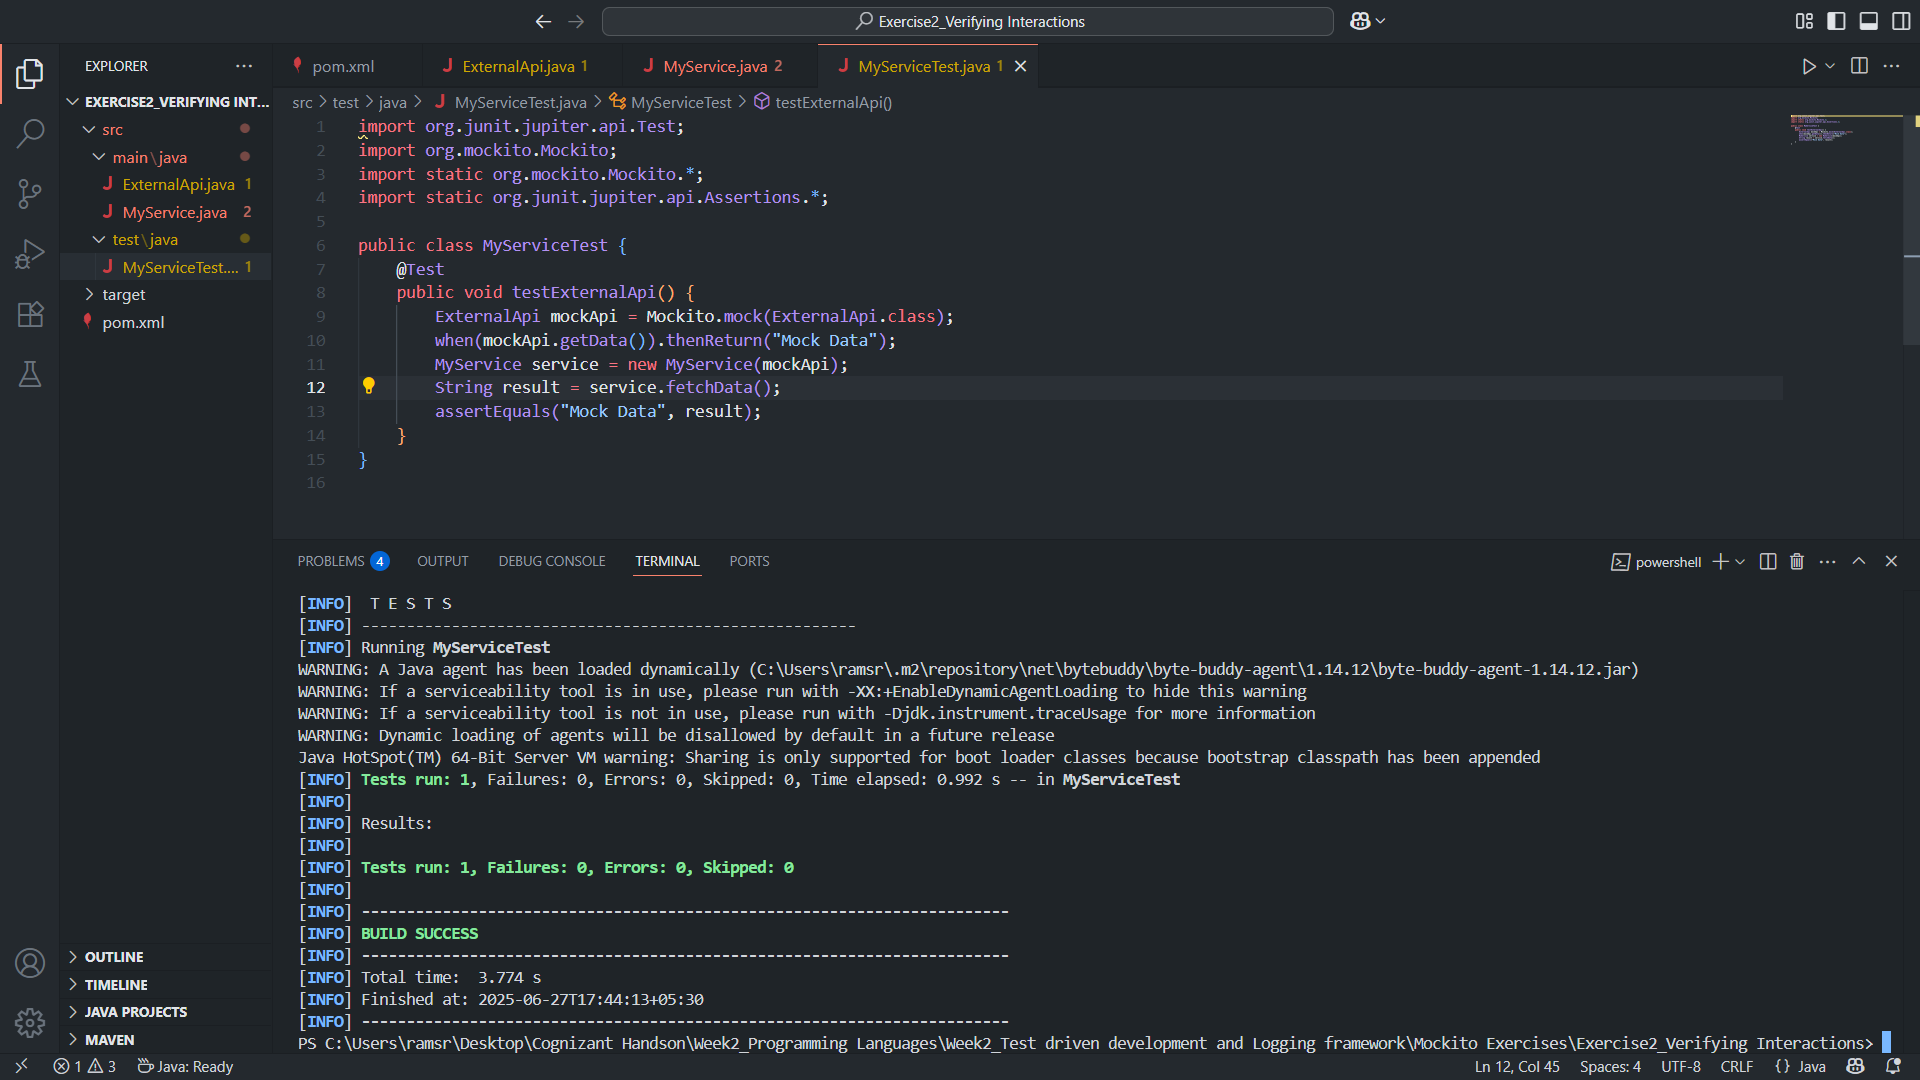 Exercise2_Verifying Interactions
EXPLORER
EXERCISE2_VERIFYING INT...
src
main\java
ExternalApi.java 1
MyService.java 2
test\java
MyServiceTest.... 1
target
pom.xml
OUTLINE
TIMELINE
JAVA PROJECTS
MAVEN
pom.xml
ExternalApi.java 1
MyService.java 2
MyServiceTest.java 1
src > test > java > MyServiceTest.java > MyServiceTest > testExternalApi()
1 import org.junit.jupiter.api.Test;
2 import org.mockito.Mockito;
3 import static org.mockito.Mockito.*;
4 import static org.junit.jupiter.api.Assertions.*;
5
6 public class MyServiceTest {
7 @Test
8 public void testExternalApi() {
9 ExternalApi mockApi = Mockito.mock(ExternalApi.class);
10 when(mockApi.getData()).thenReturn("Mock Data");
11 MyService service = new MyService(mockApi);
12 String result = service.fetchData();
13 assertEquals("Mock Data", result);
14 }
15 }
16
PROBLEMS 4 OUTPUT DEBUG CONSOLE TERMINAL PORTS
powershell
[INFO]  T E S T S
[INFO] -------------------------------------------------------
[INFO] Running MyServiceTest
WARNING: A Java agent has been loaded dynamically (C:\Users\ramsr\.m2\repository\net\bytebuddy\byte-buddy-agent\1.14.12\byte-buddy-agent-1.14.12.jar)
WARNING: If a serviceability tool is in use, please run with -XX:+EnableDynamicAgentLoading to hide this warning
WARNING: If a serviceability tool is not in use, please run with -Djdk.instrument.traceUsage for more information
WARNING: Dynamic loading of agents will be disallowed by default in a future release
Java HotSpot(TM) 64-Bit Server VM warning: Sharing is only supported for boot loader classes because bootstrap classpath has been appended
[INFO] Tests run: 1, Failures: 0, Errors: 0, Skipped: 0, Time elapsed: 0.992 s -- in MyServiceTest
[INFO]
[INFO] Results:
[INFO]
[INFO] Tests run: 1, Failures: 0, Errors: 0, Skipped: 0
[INFO]
[INFO] ------------------------------------------------------------------------
[INFO] BUILD SUCCESS
[INFO] ------------------------------------------------------------------------
[INFO] Total time:  3.774 s
[INFO] Finished at: 2025-06-27T17:44:13+05:30
[INFO] ------------------------------------------------------------------------
PS C:\Users\ramsr\Desktop\Cognizant Handson\Week2_Programming Languages\Week2_Test driven development and Logging framework\Mockito Exercises\Exercise2_Verifying Interactions>
1 3 Java: Ready
Ln 12, Col 45 Spaces: 4 UTF-8 CRLF {} Java